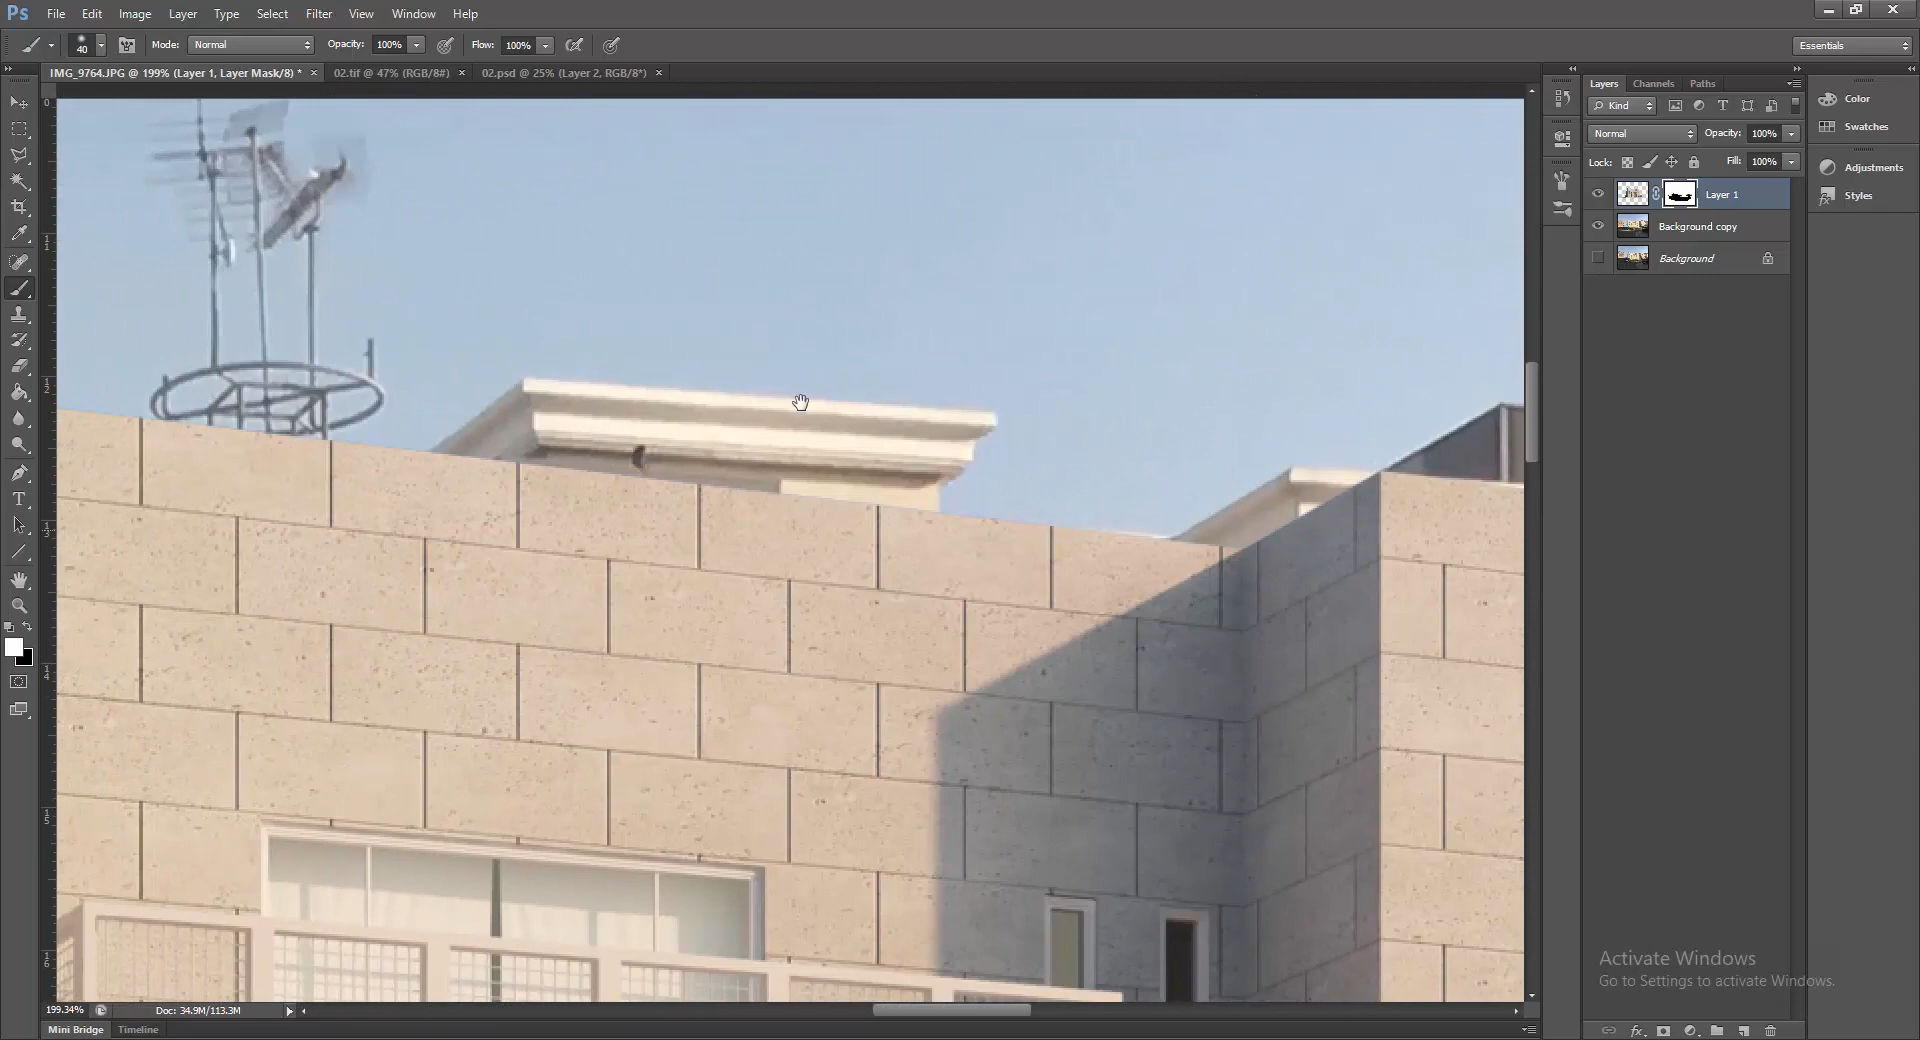 Ps File Edit Image Layer Type Select Filter 3D View Window Help
40 Mode: Normal Opacity: 100% Flow: 100% Essentials
IMG_9764.JPG @ 199% (Layer 1, Layer Mask/8) * × 02.tif @ 47% (RGB/8#) × 02.psd @ 25% (Layer 2, RGB/8*) ×
Layers Channels Paths
Kind
Normal Opacity: 100%
Lock: Fill: 100%
Layer 1
Background copy
Background
Color
Swatches
Adjustments
Styles
Activate Windows
Go to Settings to activate Windows.
199.34% Doc: 34.9M/113.3M
Mini Bridge Timeline